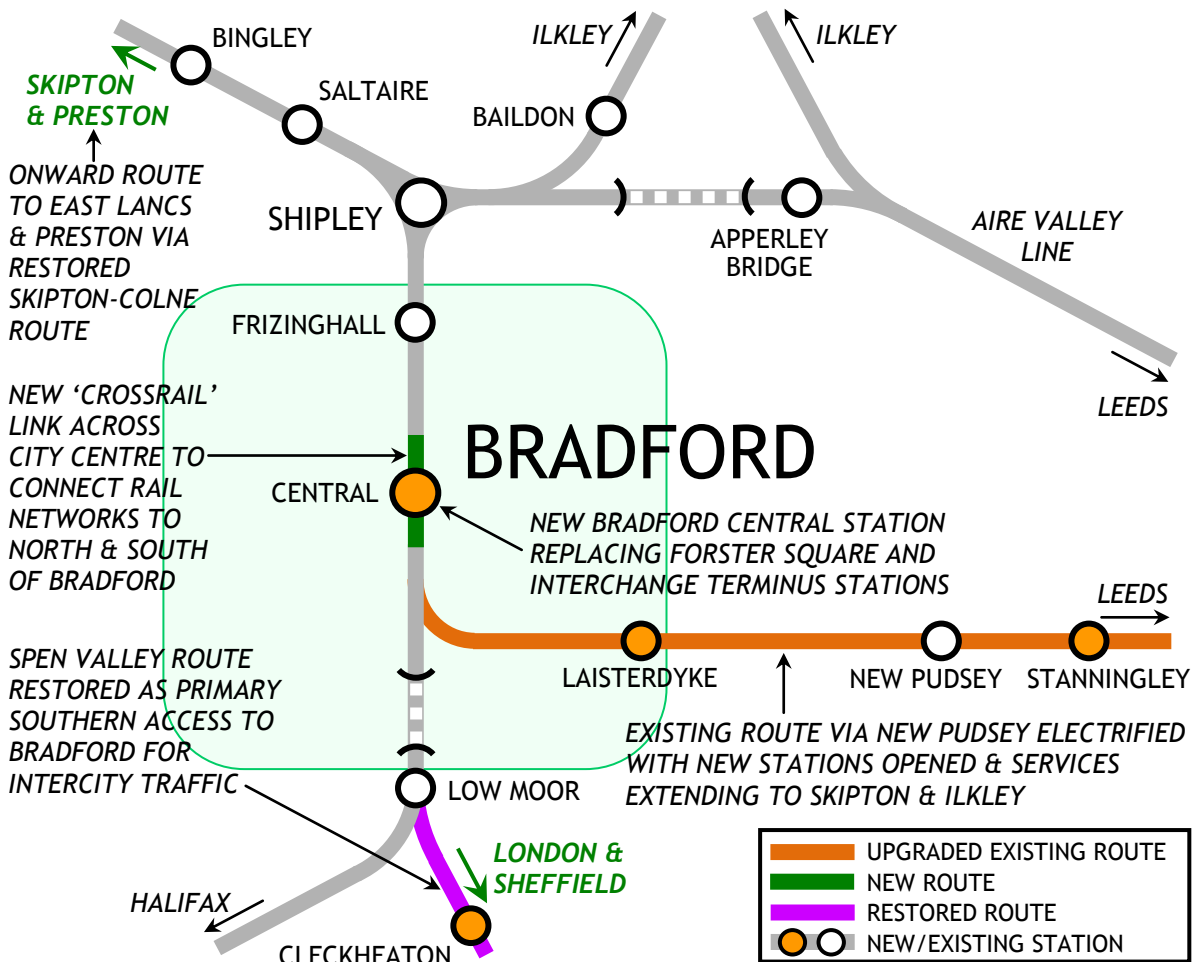 BINGLEY
ILKLEY
ILKLEY
SKIPTON
& PRESTON
SALTAIRE
BAILDON
ONWARD ROUTE
TO EAST LANCS
& PRESTON VIA
RESTORED
SKIPTON-COLNE
ROUTE
SHIPLEY
APPERLEY
BRIDGE
AIRE VALLEY
LINE
FRIZINGHALL
LEEDS
NEW ‘CROSSRAIL’
LINK ACROSS
CITY CENTRE TO
CONNECT RAIL
NETWORKS TO
NORTH & SOUTH
OF BRADFORD
BRADFORD
CENTRAL
NEW BRADFORD CENTRAL STATION
REPLACING FORSTER SQUARE AND
INTERCHANGE TERMINUS STATIONS
LEEDS
LAISTERDYKE
NEW PUDSEY
STANNINGLEY
SPEN VALLEY ROUTE
RESTORED AS PRIMARY
SOUTHERN ACCESS TO
BRADFORD FOR
INTERCITY TRAFFIC
EXISTING ROUTE VIA NEW PUDSEY ELECTRIFIED
WITH NEW STATIONS OPENED & SERVICES
EXTENDING TO SKIPTON & ILKLEY
LOW MOOR
LONDON &
SHEFFIELD
HALIFAX
CLECKHEATON
UPGRADED EXISTING ROUTE
NEW ROUTE
RESTORED ROUTE
NEW/EXISTING STATION